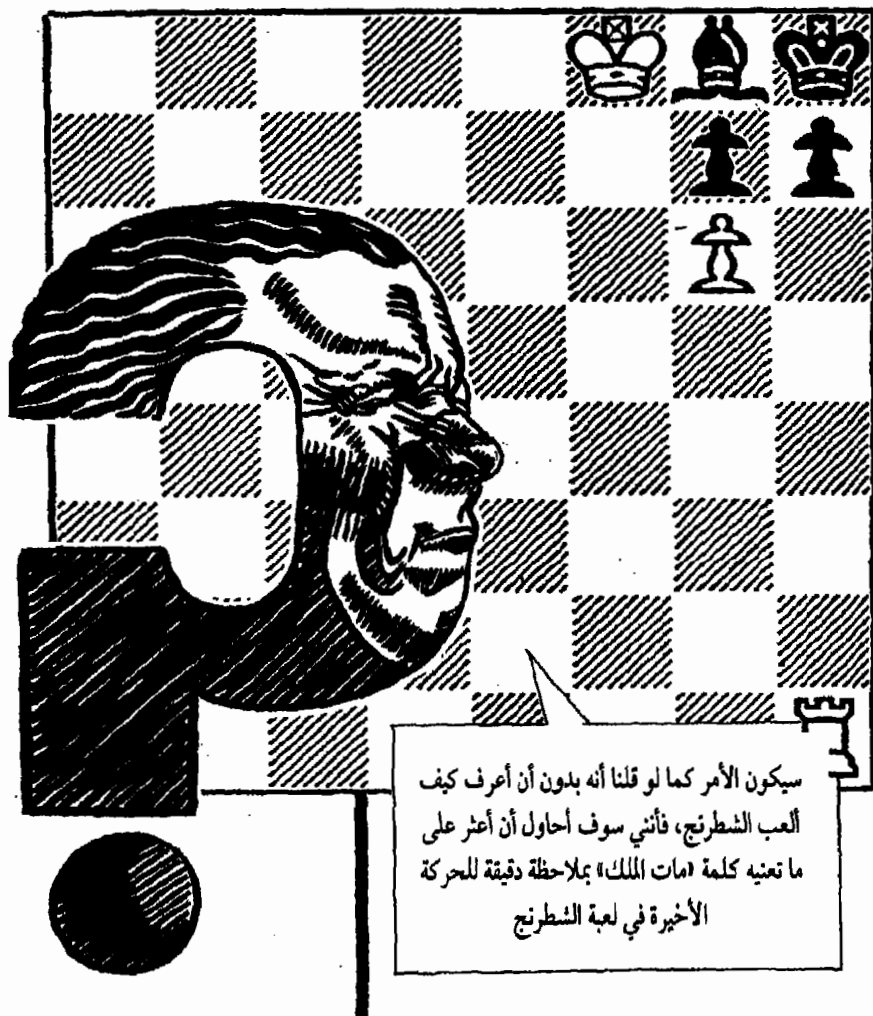 سيكون الأمر كما لو قلنا أنه بدون أن أعرف كيف
ألعب الشطرنج، فأنني سوف أحاول أن أعثر على
ما تعنيه كلمة «مات الملك» بملاحظة دقيقة للحركة
الأخيرة في لعبة الشطرنج